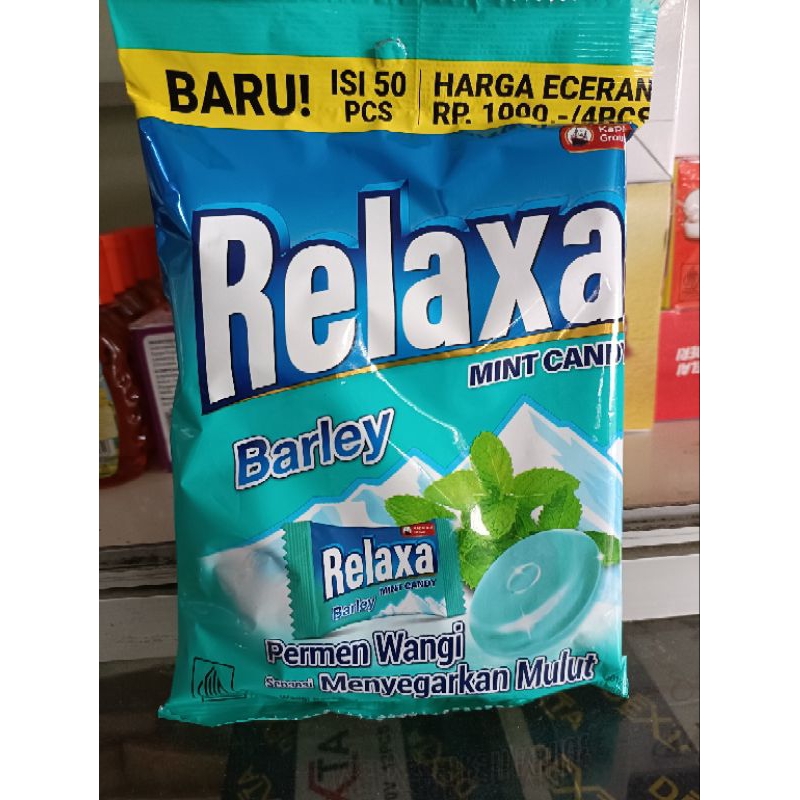 BARU! ISI 50 PCS
HARGA ECERAN
RP. 1000.-/4PCS
Relaxa
MINT CANDY
Barley
Relaxa
MINT CANDY
Barley
Permen Wangi
Sensasi Menyegarkan Mulut